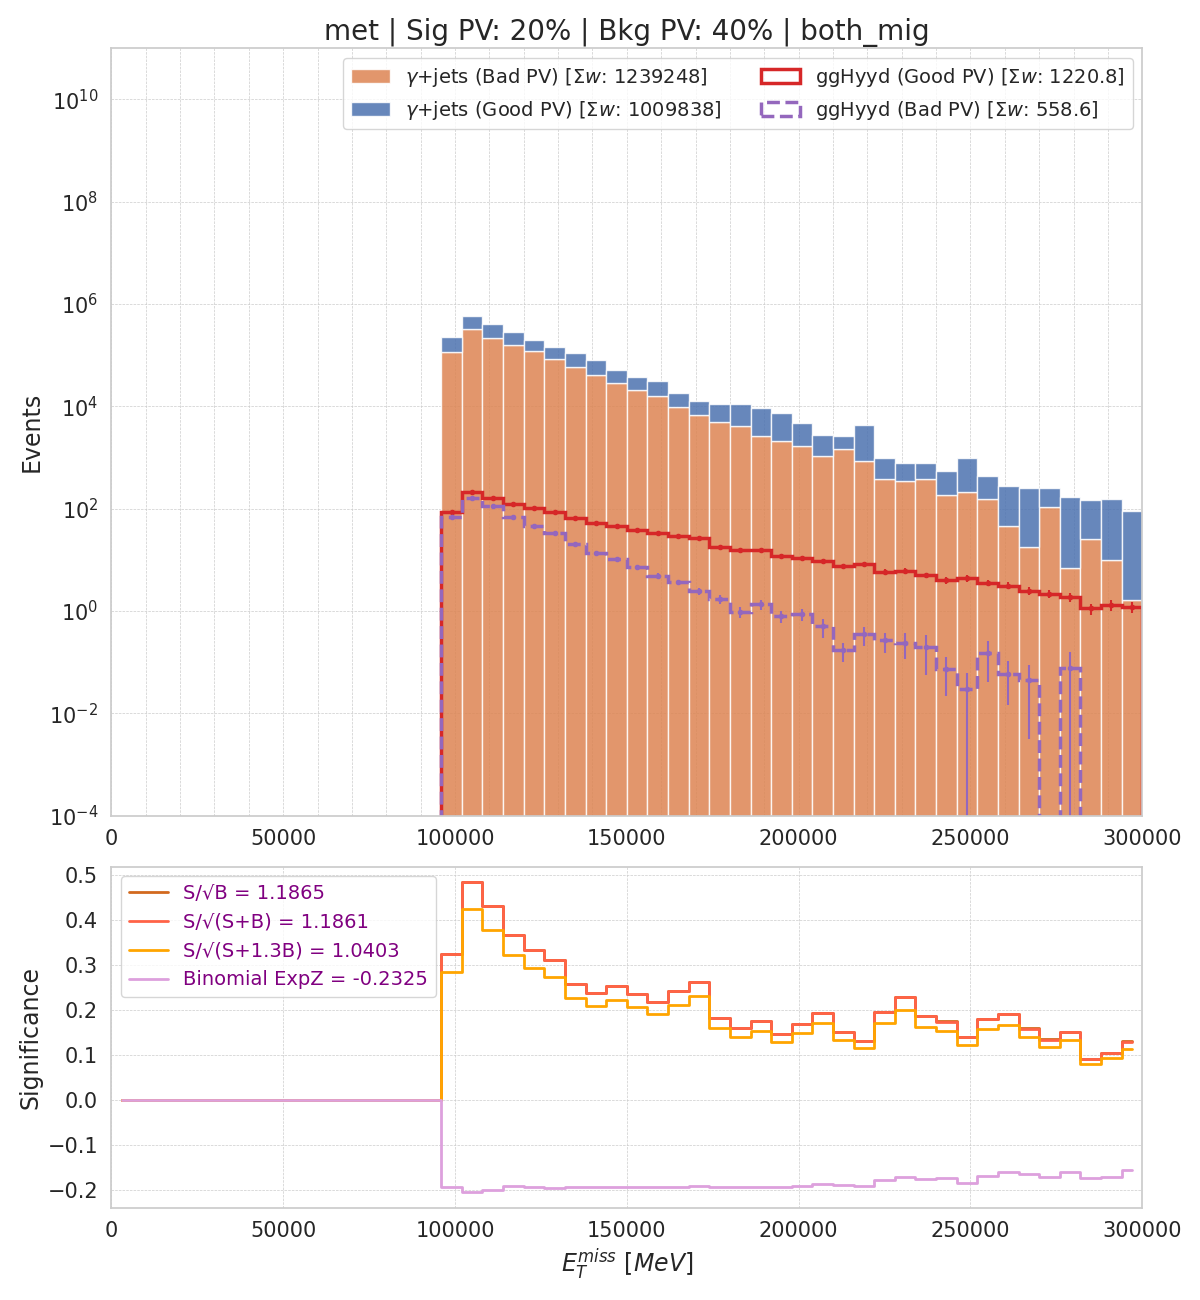 met | Sig PV: 20% | Bkg PV: 40% | both_mig
γ+jets (Bad PV) [Σw: 1239248]
γ+jets (Good PV) [Σw: 1009838]
ggHyyd (Good PV) [Σw: 1220.8]
ggHyyd (Bad PV) [Σw: 558.6]
Events
10^10
10^8
10^6
10^4
10^2
10^0
10^−2
10^−4
0 50000 100000 150000 200000 250000 300000
S/√B = 1.1865
S/√(S+B) = 1.1861
S/√(S+1.3B) = 1.0403
Binomial ExpZ = -0.2325
Significance
0.5
0.4
0.3
0.2
0.1
0.0
−0.1
−0.2
0 50000 100000 150000 200000 250000 300000
E_T^miss [MeV]